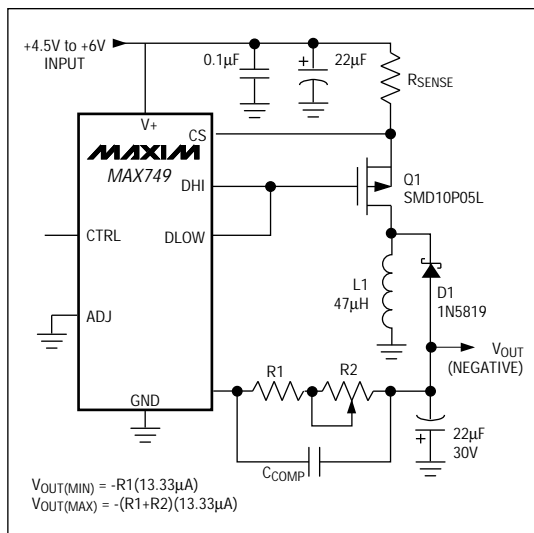 +4.5V to +6V
INPUT
0.1µF
+
22µF
RSENSE
V+
CS
MAXIM
MAX749
DHI
Q1
SMD10P05L
CTRL
DLOW
L1
47µH
D1
1N5819
ADJ
VOUT
(NEGATIVE)
R1
R2
GND
CCOMP
+
22µF
30V
VOUT(MIN) = -R1(13.33µA)
VOUT(MAX) = -(R1+R2)(13.33µA)